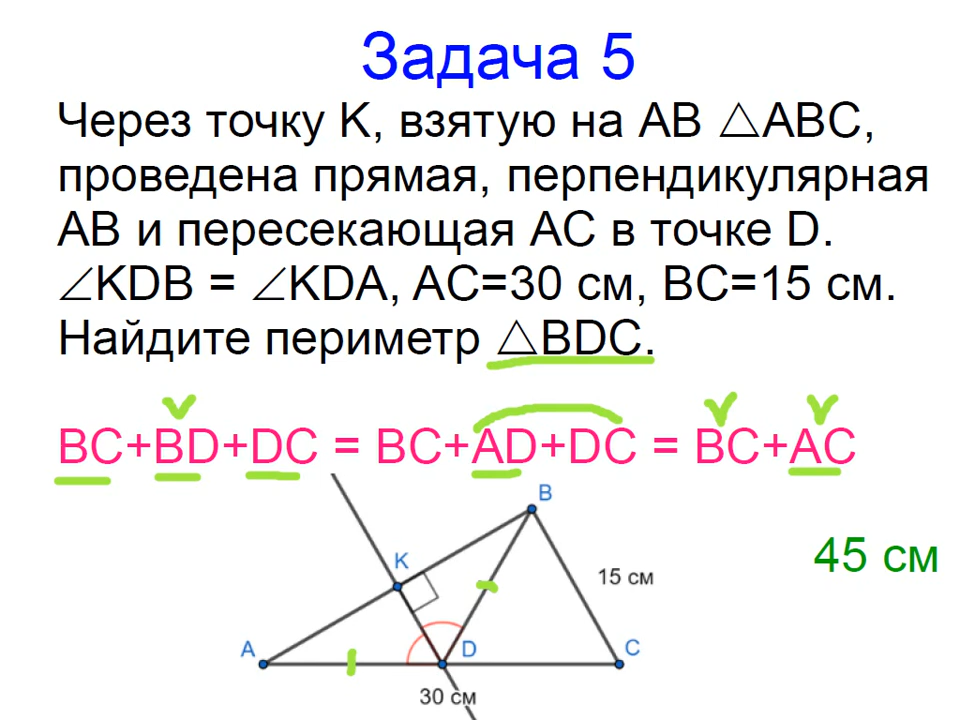 Задача 5
Через точку K, взятую на AB △ABC,
проведена прямая, перпендикулярная
AB и пересекающая AC в точке D.
∠KDB = ∠KDA, AC=30 см, BC=15 см.
Найдите периметр △BDC.
BC+BD+DC = BC+AD+DC = BC+AC
45 см
B
K
15 см
A
D
C
30 см